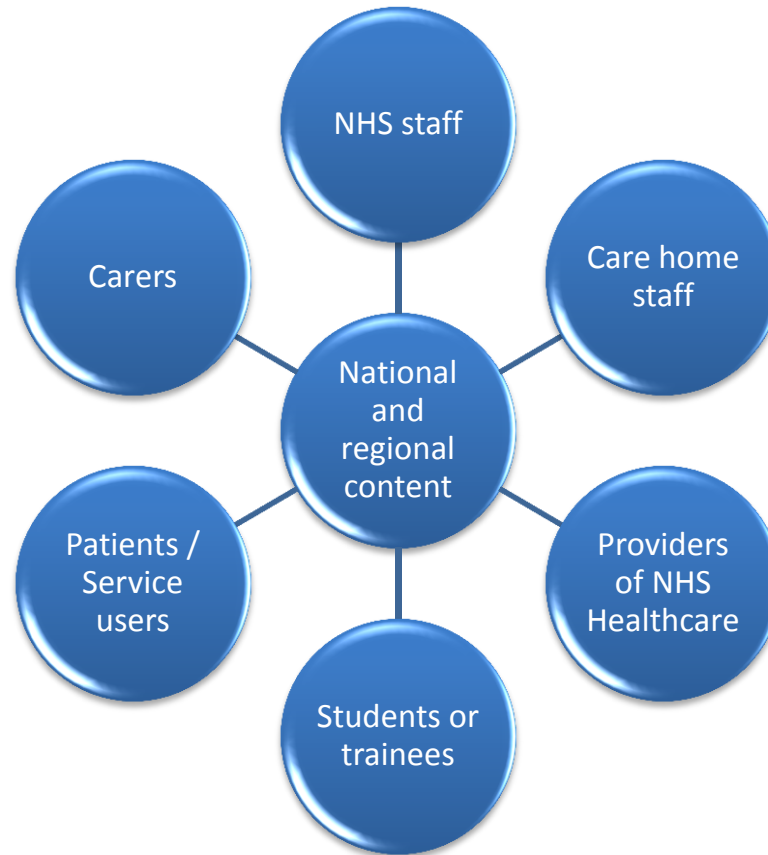 NHS staff
Carers
Care home
staff
National
and
regional
content
Patients /
Service
users
Providers
of NHS
Healthcare
Students or
trainees